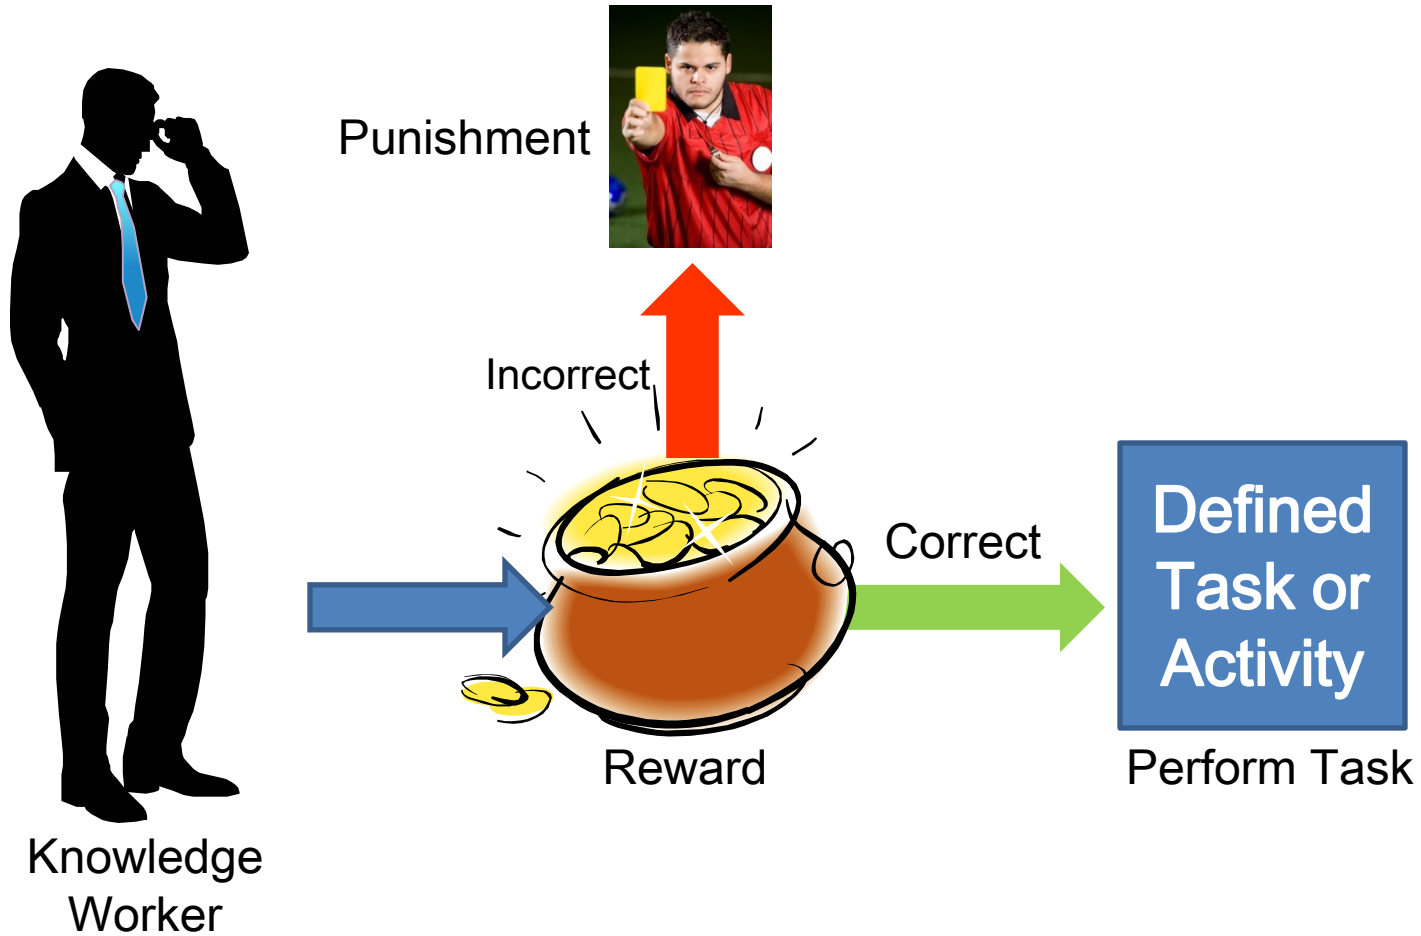 Punishment
Incorrect
Correct
Defined
Task or
Activity
Reward
Perform Task
Knowledge
Worker